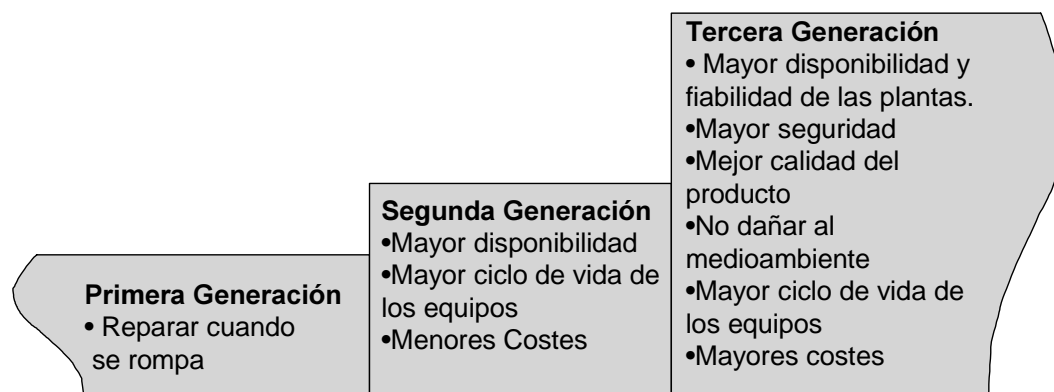 Primera Generación
• Reparar cuando
se rompa
Segunda Generación
•Mayor disponibilidad
•Mayor ciclo de vida de
los equipos
•Menores Costes
Tercera Generación
• Mayor disponibilidad y
fiabilidad de las plantas.
•Mayor seguridad
•Mejor calidad del
producto
•No dañar al
medioambiente
•Mayor ciclo de vida de
los equipos
•Mayores costes